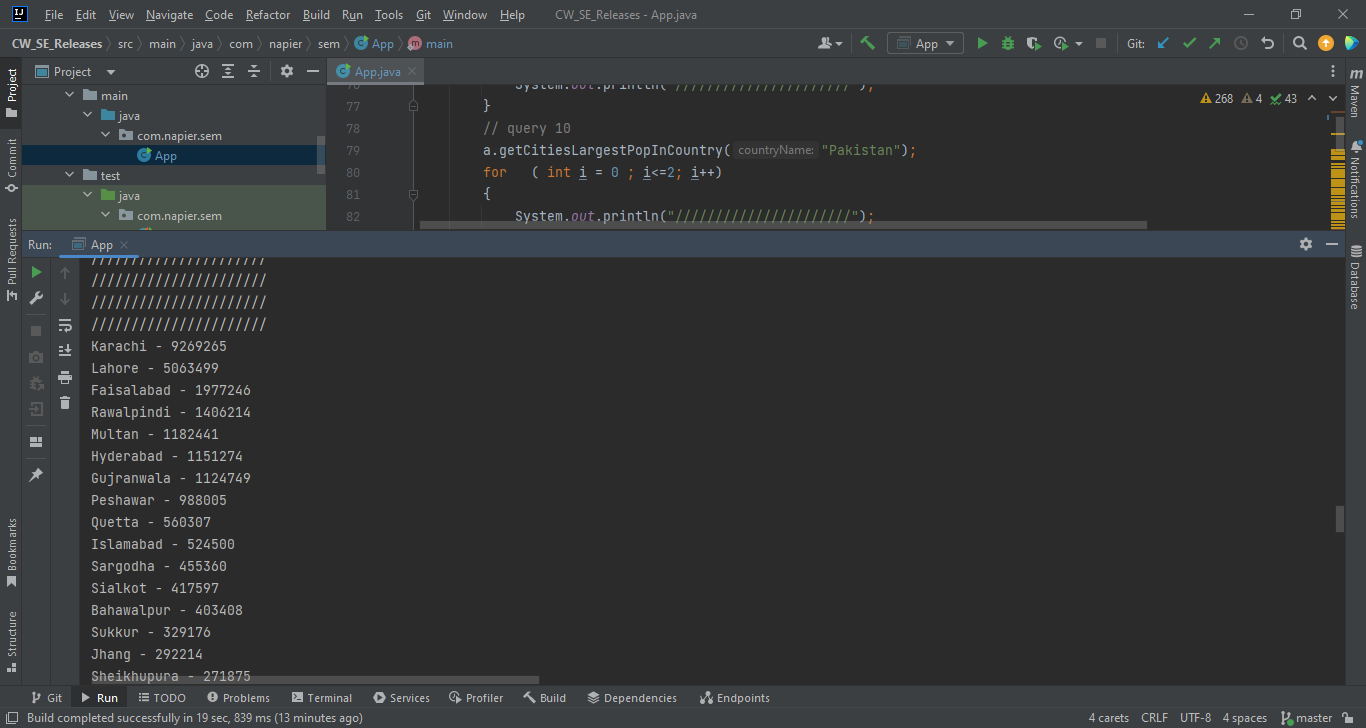 File Edit View Navigate Code Refactor Build Run Tools Git Window Help CW_SE_Releases - App.java
CW_SE_Releases src main java com napier sem App main App Git:
Project
App.java
main
java
com.napier.sem
App
test
java
com.napier.sem
System.out.println("//////////////////////");
77 }
78 // query 10
79 a.getCitiesLargestPopInCountry( countryName: "Pakistan");
80 for ( int i = 0 ; i<=2; i++)
81 {
82 System.out.println("//////////////////////");
268 4 43
Project
Commit
Pull Requests
Bookmarks
Structure
Maven
Notifications
Database
Run: App
//////////////////////
//////////////////////
//////////////////////
//////////////////////
Karachi - 9269265
Lahore - 5063499
Faisalabad - 1977246
Rawalpindi - 1406214
Multan - 1182441
Hyderabad - 1151274
Gujranwala - 1124749
Peshawar - 988005
Quetta - 560307
Islamabad - 524500
Sargodha - 455360
Sialkot - 417597
Bahawalpur - 403408
Sukkur - 329176
Jhang - 292214
Sheikhupura - 271875
Git Run TODO Problems Terminal Services Profiler Build Dependencies Endpoints
Build completed successfully in 19 sec, 839 ms (13 minutes ago) 4 carets CRLF UTF-8 4 spaces master